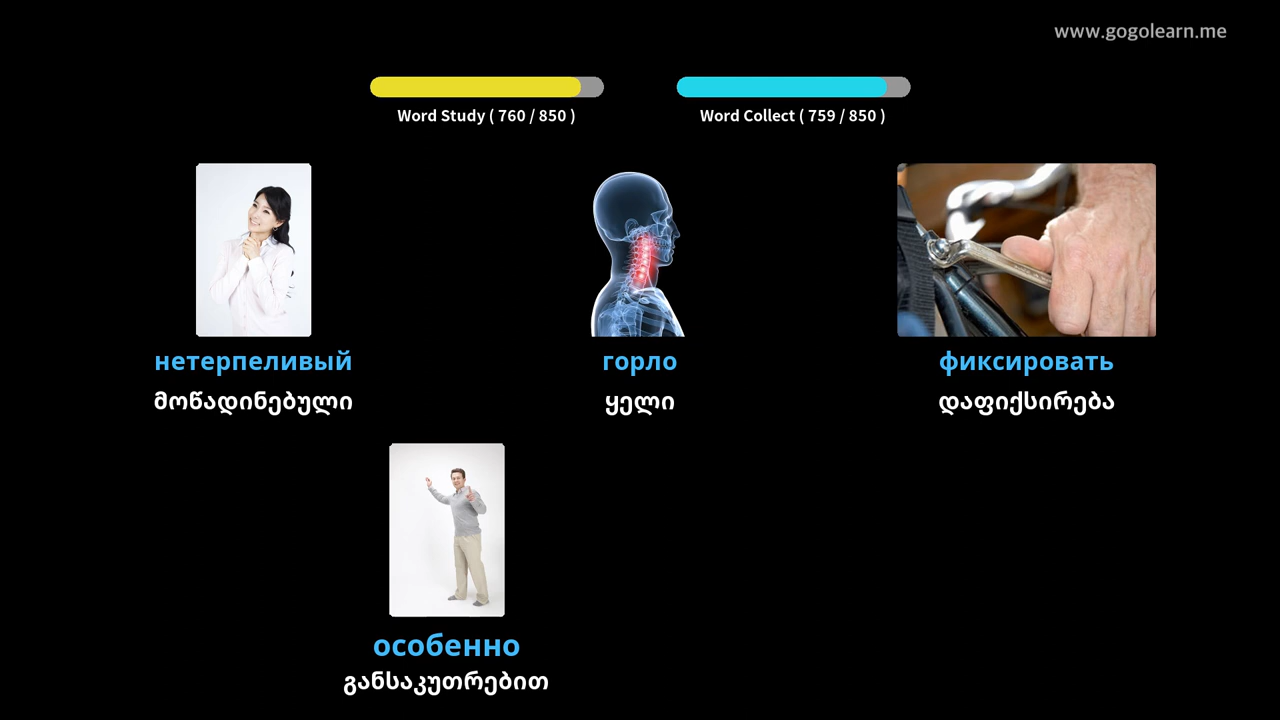 www.gogolearn.me
Word Study ( 760 / 850 )
Word Collect ( 759 / 850 )
нетерпеливый
горло
фиксировать
მოწადინებული
ყელი
დაფიქსირება
особенно
განსაკუთრებით